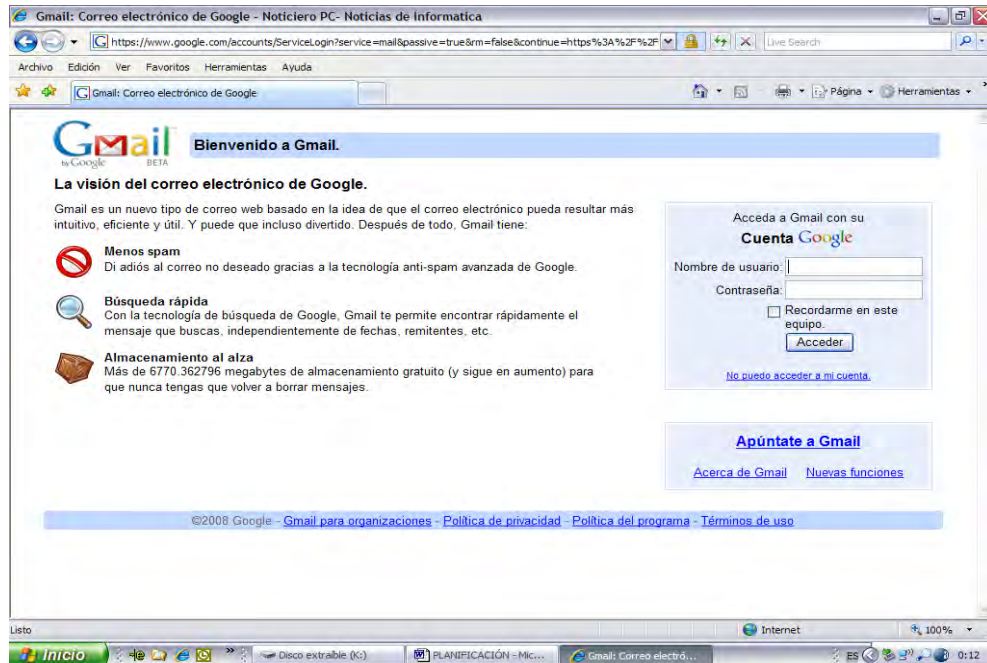 Gmail: Correo electrónico de Google - Noticiero PC- Noticias de Informatica
https://www.google.com/accounts/ServiceLogin?service=mail&passive=true&rm=false&continue=https%3A%2F%2F
Live Search
Archivo Edición Ver Favoritos Herramientas Ayuda
Gmail: Correo electrónico de Google
Página Herramientas
Gmail
by Google BETA
Bienvenido a Gmail.
La visión del correo electrónico de Google.
Gmail es un nuevo tipo de correo web basado en la idea de que el correo electrónico pueda resultar más
intuitivo, eficiente y útil. Y puede que incluso divertido. Después de todo, Gmail tiene:
Menos spam
Di adiós al correo no deseado gracias a la tecnología anti-spam avanzada de Google.
Búsqueda rápida
Con la tecnología de búsqueda de Google, Gmail te permite encontrar rápidamente el
mensaje que buscas, independientemente de fechas, remitentes, etc.
Almacenamiento al alza
Más de 6770.362796 megabytes de almacenamiento gratuito (y sigue en aumento) para
que nunca tengas que volver a borrar mensajes.
Acceda a Gmail con su
Cuenta Google
Nombre de usuario:
Contraseña:
Recordarme en este
equipo.
Acceder
No puedo acceder a mi cuenta.
Apúntate a Gmail
Acerca de Gmail Nuevas funciones
©2008 Google - Gmail para organizaciones - Política de privacidad - Política del programa - Términos de uso
Listo
Internet
100%
Inicio
Disco extraíble (K:)
PLANIFICACIÓN - Mic...
Gmail: Correo electró...
ES
0:12